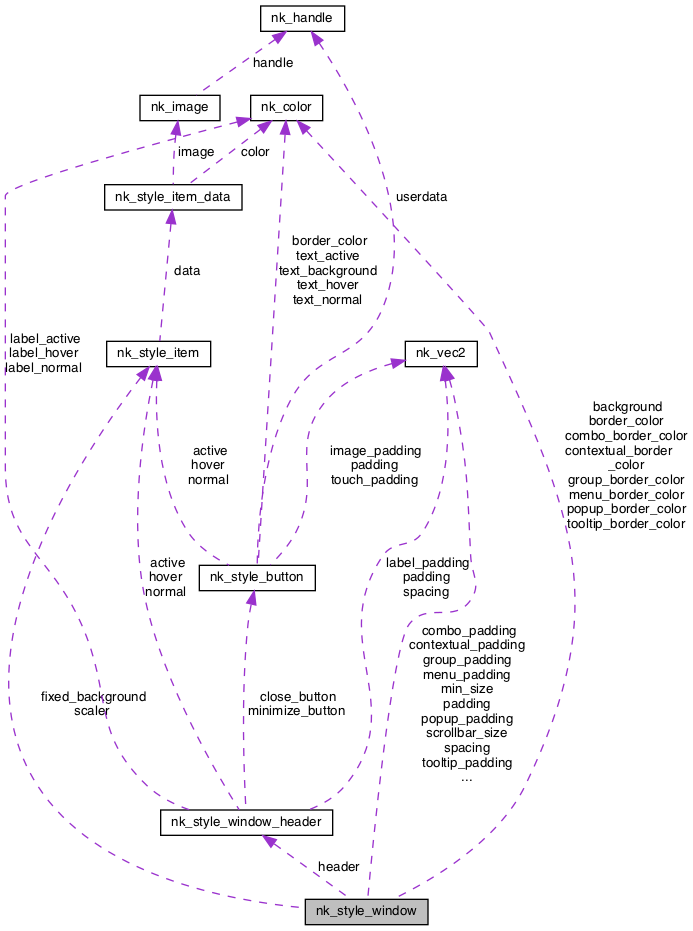 nk_handle
handle
nk_image
nk_color
image
color
nk_style_item_data
userdata
border_color
text_active
text_background
text_hover
text_normal
data
label_active
label_hover
label_normal
nk_style_item
nk_vec2
background
border_color
combo_border_color
contextual_border
_color
group_border_color
menu_border_color
popup_border_color
tooltip_border_color
active
hover
normal
image_padding
padding
touch_padding
nk_style_button
active
hover
normal
label_padding
padding
spacing
combo_padding
contextual_padding
group_padding
menu_padding
min_size
padding
popup_padding
scrollbar_size
spacing
tooltip_padding
...
fixed_background
scaler
close_button
minimize_button
nk_style_window_header
header
nk_style_window